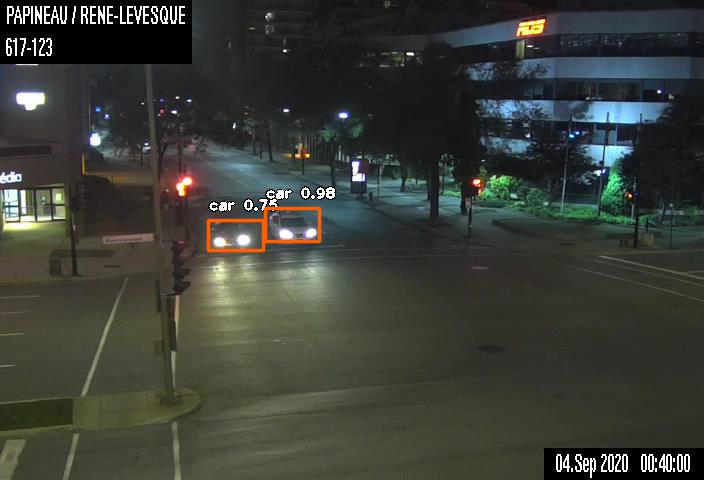 PAPINEAU / RENE-LEVESQUE
617-123
car 0.98
car 0.75
04.Sep 2020 00:40:00